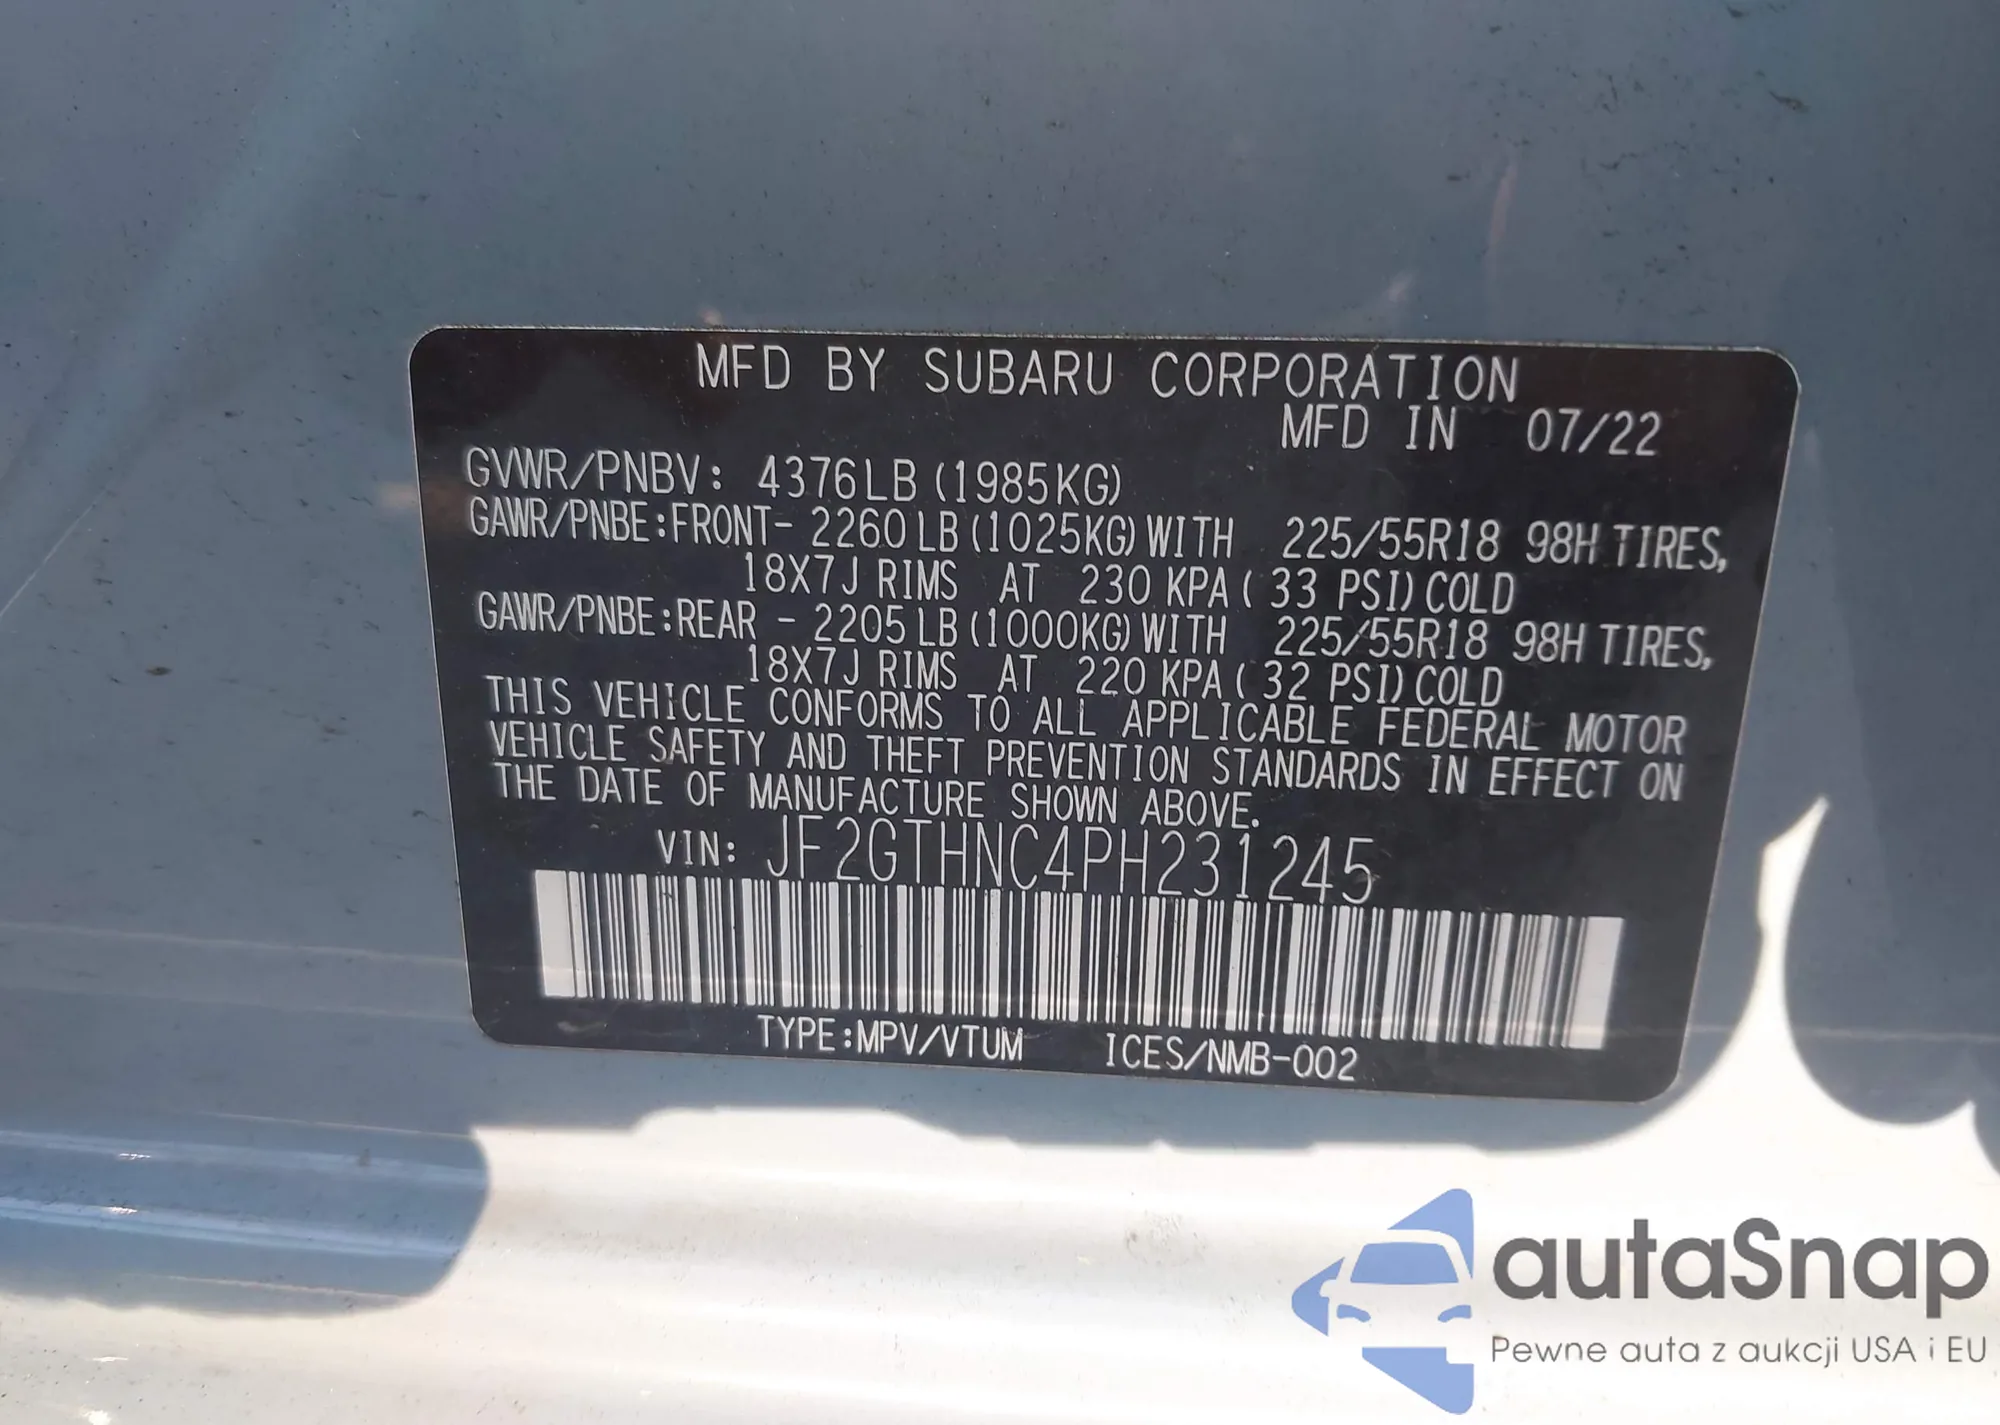 MFD BY SUBARU CORPORATION
MFD IN 07/22
GVWR/PNBV: 4376LB (1985KG)
GAWR/PNBE:FRONT- 2260LB (1025KG) WITH 225/55R18 98H TIRES,
18X7J RIMS AT 230 KPA ( 33 PSI) COLD
GAWR/PNBE:REAR - 2205LB (1000KG) WITH 225/55R18 98H TIRES,
18X7J RIMS AT 220 KPA ( 32 PSI) COLD
THIS VEHICLE CONFORMS TO ALL APPLICABLE FEDERAL MOTOR
VEHICLE SAFETY AND THEFT PREVENTION STANDARDS IN EFFECT ON
THE DATE OF MANUFACTURE SHOWN ABOVE.
VIN: JF2GTHNC4PH231245
TYPE:MPV/VTUM ICES/NMB-002
autaSnap
Pewne auta z aukcji USA i EU